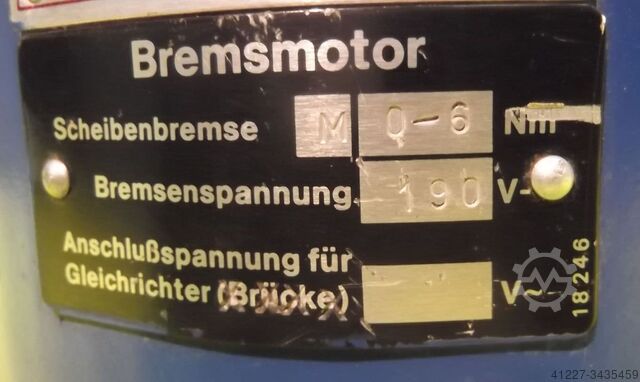 Bremsmotor
Scheibenbremse M 0-6 Nm
Bremsenspannung 190 V-
Anschlußspannung für
Gleichrichter (Brücke) V~
18246
41227-3435459